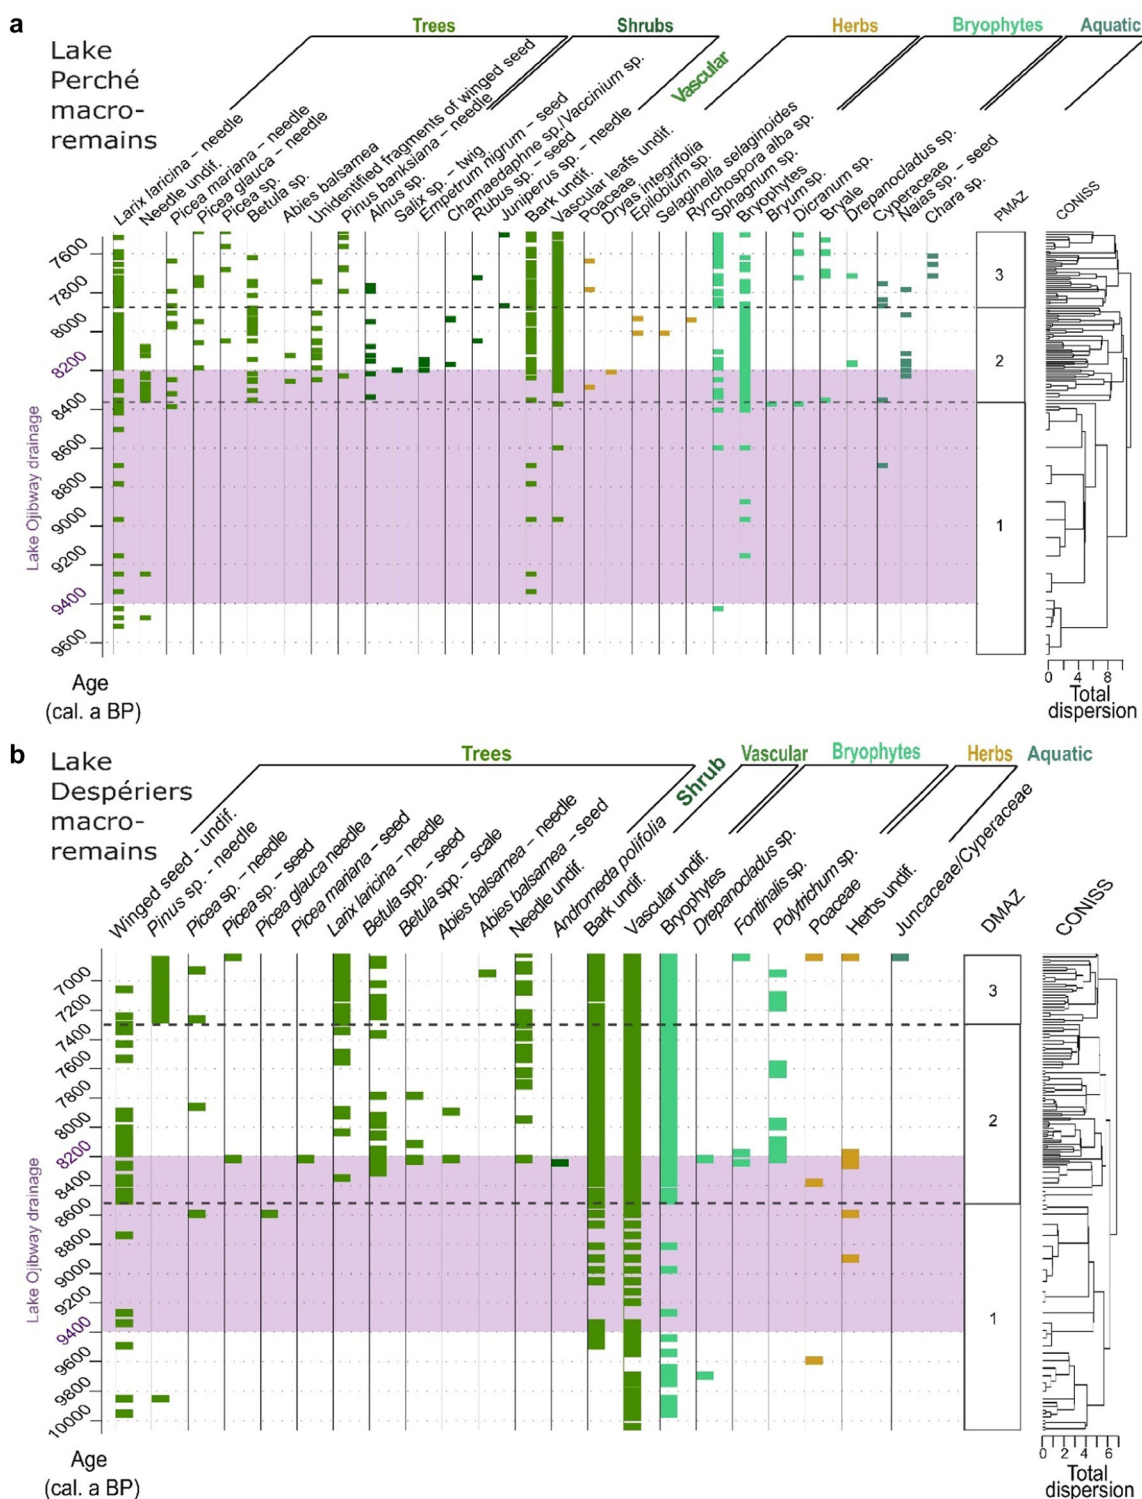 a
Lake
Perché
macro-
remains
Trees
Shrubs
Vascular
Herbs
Bryophytes
Aquatic
Larix laricina – needle
Needle undif.
Picea mariana – needle
Picea glauca – needle
Picea sp. – needle
Betula sp.
Abies balsamea
Unidentified fragments of winged seed
Pinus banksiana – needle
Alnus sp.
Salix sp. – twig
Empetrum nigrum – seed
Chamaedaphne sp./Vaccinium sp.
Rubus sp. – seed
Juniperus sp. – needle
Bark undif.
Vascular leafs undif.
Poaceae
Dryas integrifolia
Epilobium sp.
Selaginella selaginoides
Rynchospora alba sp.
Sphagnum sp.
Bryophytes
Bryum sp.
Dicranum sp.
Bryale
Drepanocladus sp.
Cyperaceae
Naias sp – seed
Chara sp.
PMAZ
CONISS
7600
7800
8000
8200
8400
8600
8800
9000
9200
9400
9600
Lake Ojibway drainage
3
2
1
Age
(cal. a BP)
0 4 8
Total
dispersion
b
Lake
Despériers
macro-
remains
Trees
Shrub
Vascular
Bryophytes
Herbs
Aquatic
Winged seed – undif.
Pinus sp. – needle
Picea sp. – needle
Picea sp. – seed
Picea glauca needle
Picea mariana – seed
Larix laricina – needle
Betula spp. – seed
Betula spp. – scale
Abies balsamea – needle
Abies balsamea – seed
Needle undif.
Andromeda polifolia
Bark undif.
Vascular undif.
Bryophytes
Drepanocladus sp.
Fontinalis sp.
Polytrichum sp.
Poaceae
Herbs undif.
Juncaceae/Cyperaceae
DMAZ
CONISS
7000
7200
7400
7600
7800
8000
8200
8400
8600
8800
9000
9200
9400
9600
9800
10000
Lake Ojibway drainage
3
2
1
Age
(cal. a BP)
0 2 4 6
Total
dispersion